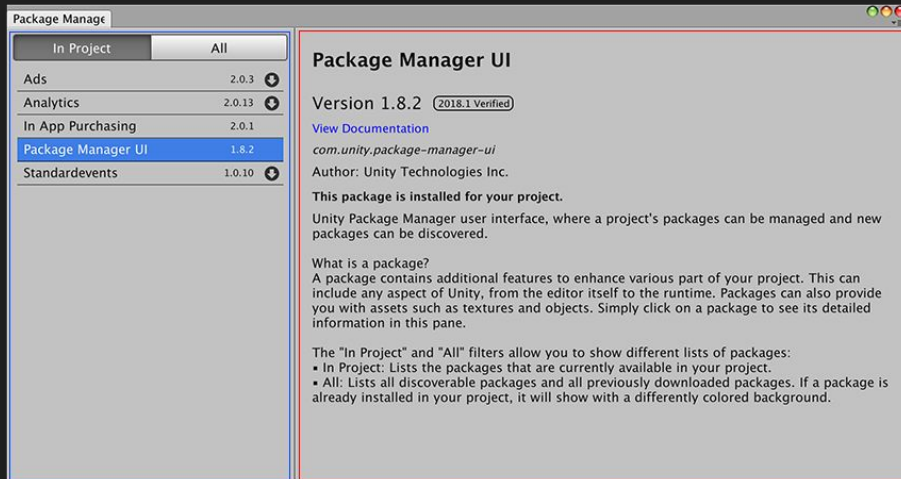 Package Manage
In Project All
Ads 2.0.3
Analytics 2.0.13
In App Purchasing 2.0.1
Package Manager UI 1.8.2
Standardevents 1.0.10
Package Manager UI
Version 1.8.2 2018.1 Verified
View Documentation
com.unity.package-manager-ui
Author: Unity Technologies Inc.
This package is installed for your project.
Unity Package Manager user interface, where a project's packages can be managed and new
packages can be discovered.
What is a package?
A package contains additional features to enhance various part of your project. This can
include any aspect of Unity, from the editor itself to the runtime. Packages can also provide
you with assets such as textures and objects. Simply click on a package to see its detailed
information in this pane.
The "In Project" and "All" filters allow you to show different lists of packages:
▪ In Project: Lists the packages that are currently available in your project.
▪ All: Lists all discoverable packages and all previously downloaded packages. If a package is
already installed in your project, it will show with a differently colored background.